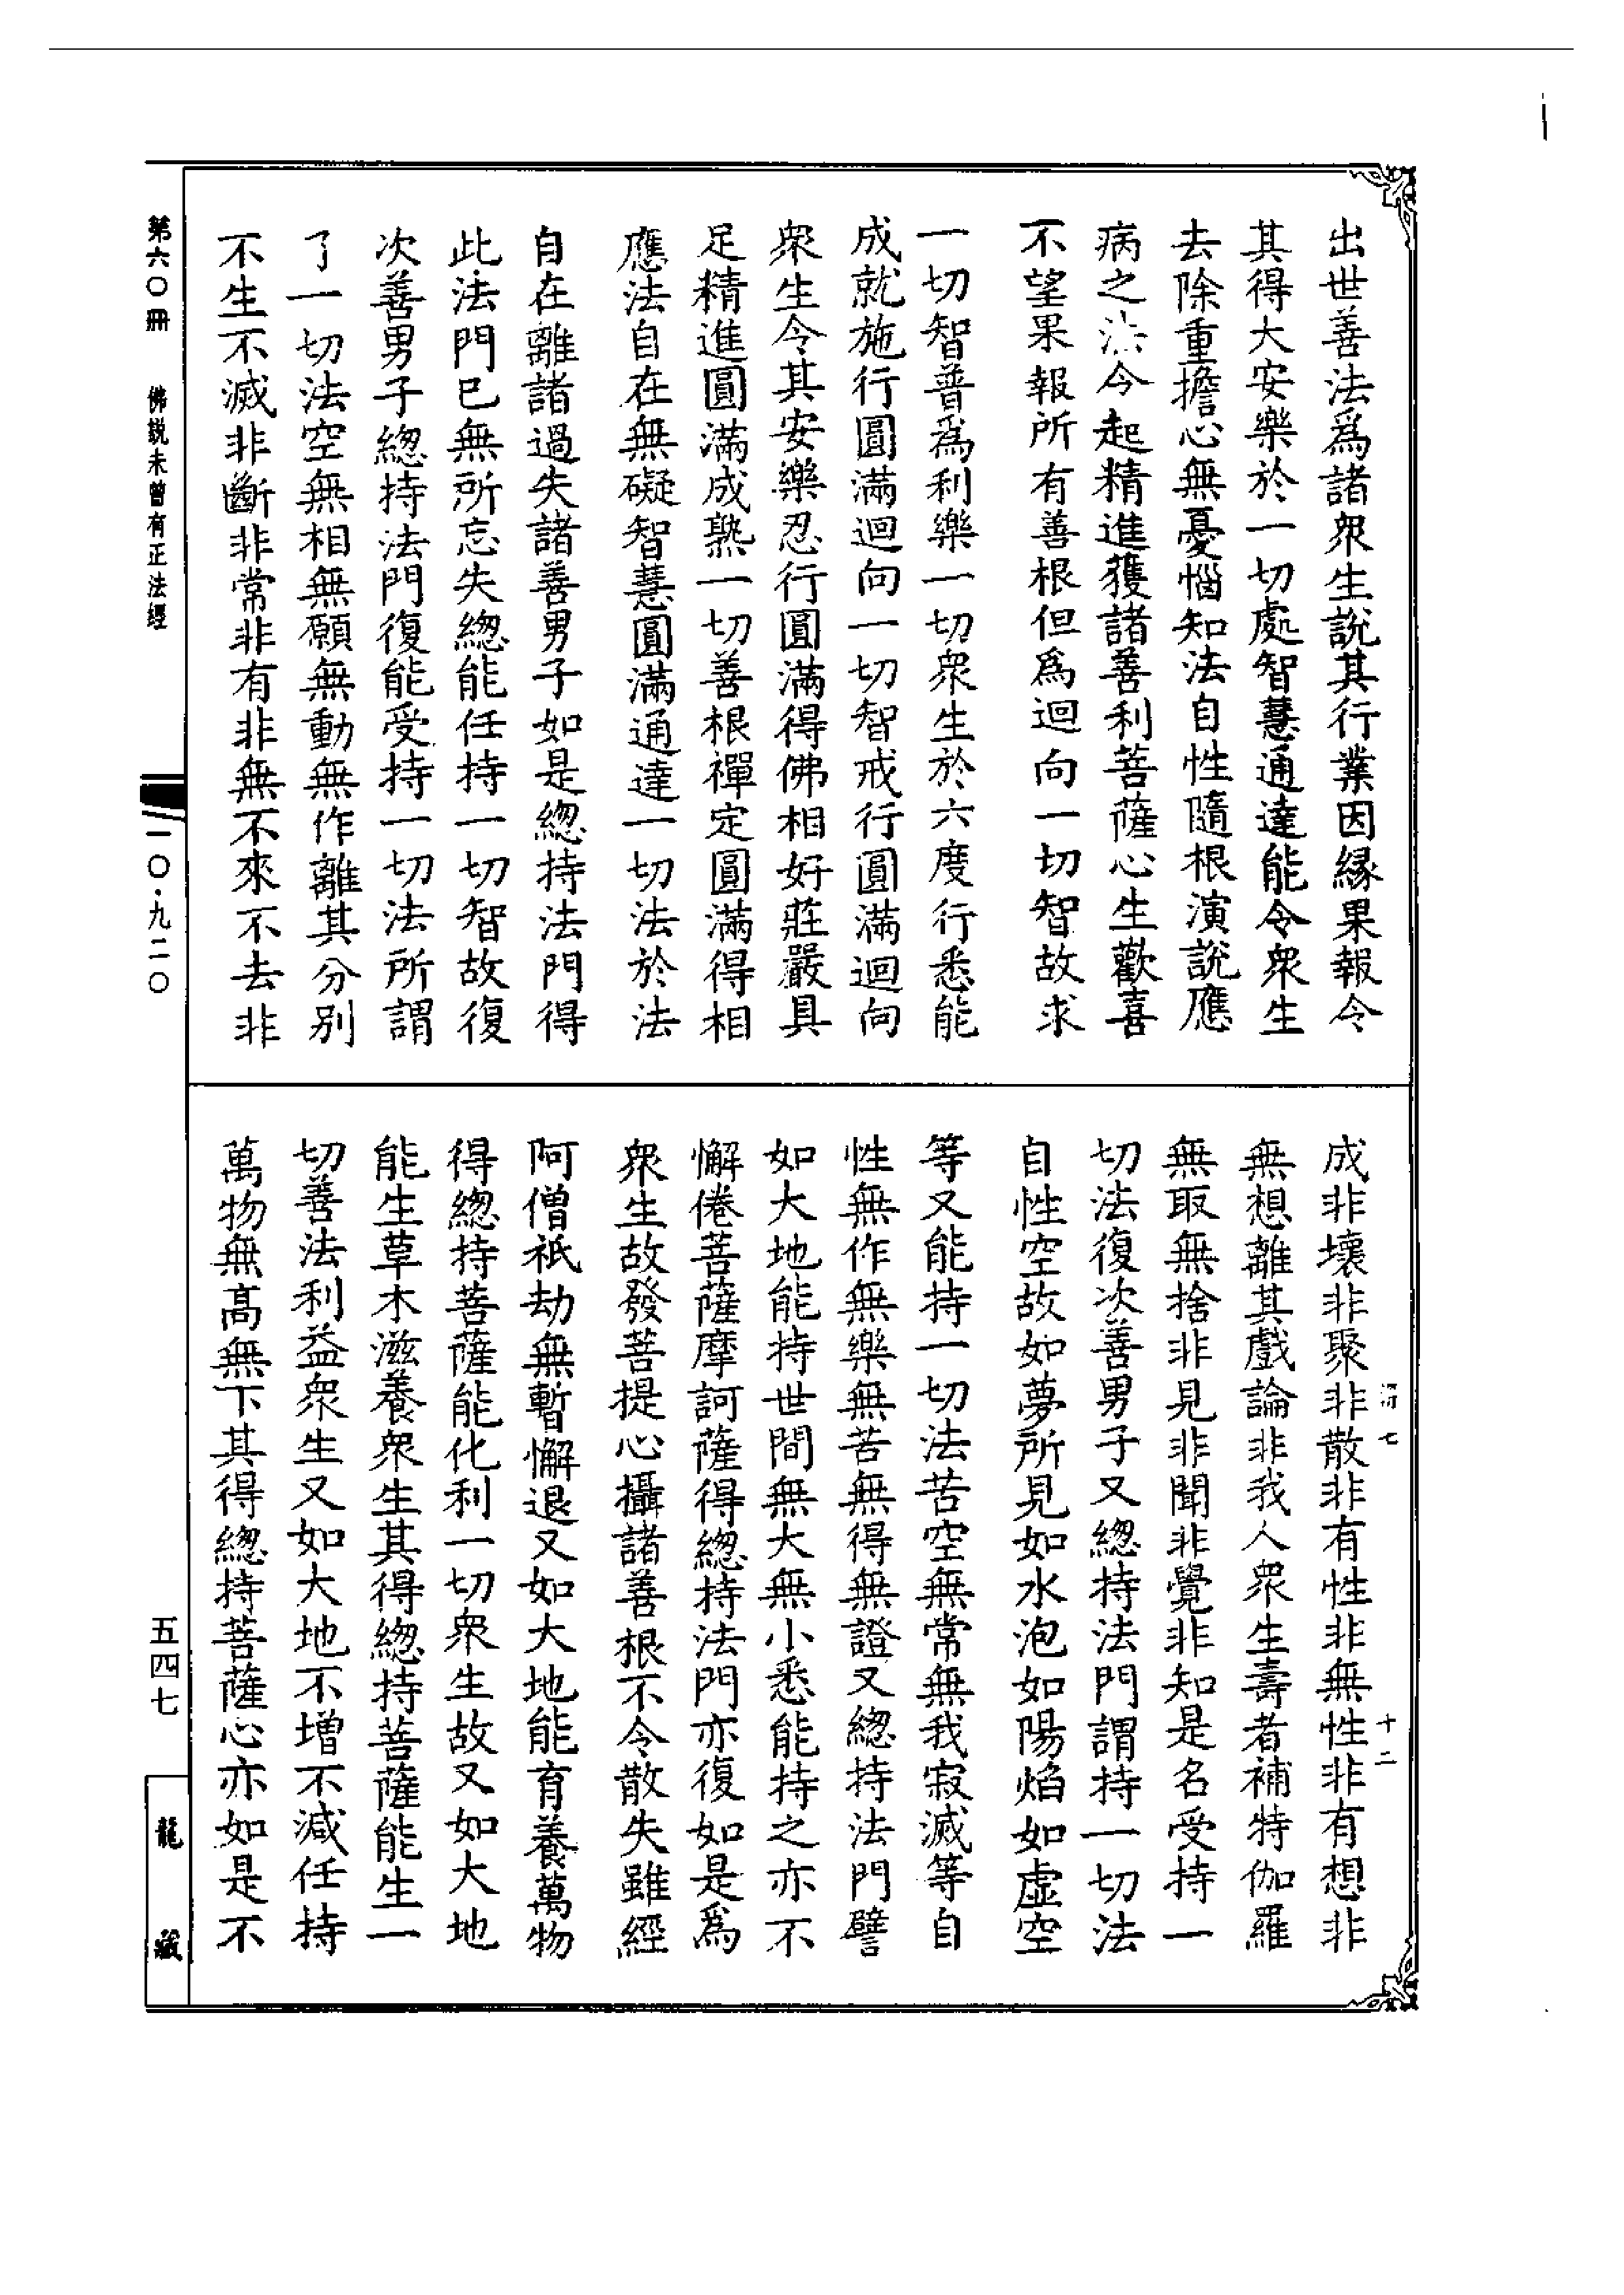 出世善法爲諸衆生說其行業因緣果報令
其得大安樂於一切處智慧通達能令衆生
去除重擔心無憂惱知法自性隨根演說應
病之法令起精進獲諸善利菩薩心生歡喜
不望果報所有善根但爲迴向一切智故求
一切智普爲利樂一切衆生於六度行悉能
成就施行圓滿迴向一切智戒行圓滿迴向
衆生令其安樂忍行圓滿得佛相好莊嚴具
足精進圓滿成熟一切善根禪定圓滿得相
應法自在無礙智慧圓滿通達一切法於法
自在離諸過失諸善男子如是緫持法門得
此法門已無所忘失緫能任持一切智故復
次善男子緫持法門復能受持一切法所謂
了一切法空無相無願無動無作離其分别
不生不滅非斷非常非有非無不來不去非
成非壞非聚非散非有性非無性非有想非
無想離其戲論非我人衆生壽者補特伽羅
無取無捨非見非聞非覺非知是名受持一
切法復次善男子又緫持法門謂持一切法
自性空故如夢所見如水泡如陽焰如虛空
等又能持一切法苦空無常無我寂滅等自
性無作無樂無苦無得無證又緫持法門譬
如大地能持世間無大無小悉能持之亦不
懈倦菩薩摩訶薩得緫持法門亦復如是爲
衆生故發菩提心攝諸善根不令散失雖經
阿僧祇劫無暫懈退又如大地能育養萬物
得緫持菩薩能化利一切衆生故又如大地
能生草木滋養衆生其得緫持菩薩能生一
切善法利益衆生又如大地不增不減任持
萬物無高無下其得緫持菩薩心亦如是不
七
十二
第六〇冊 佛說未曾有正法經
一〇·九二〇
五四七
龍藏